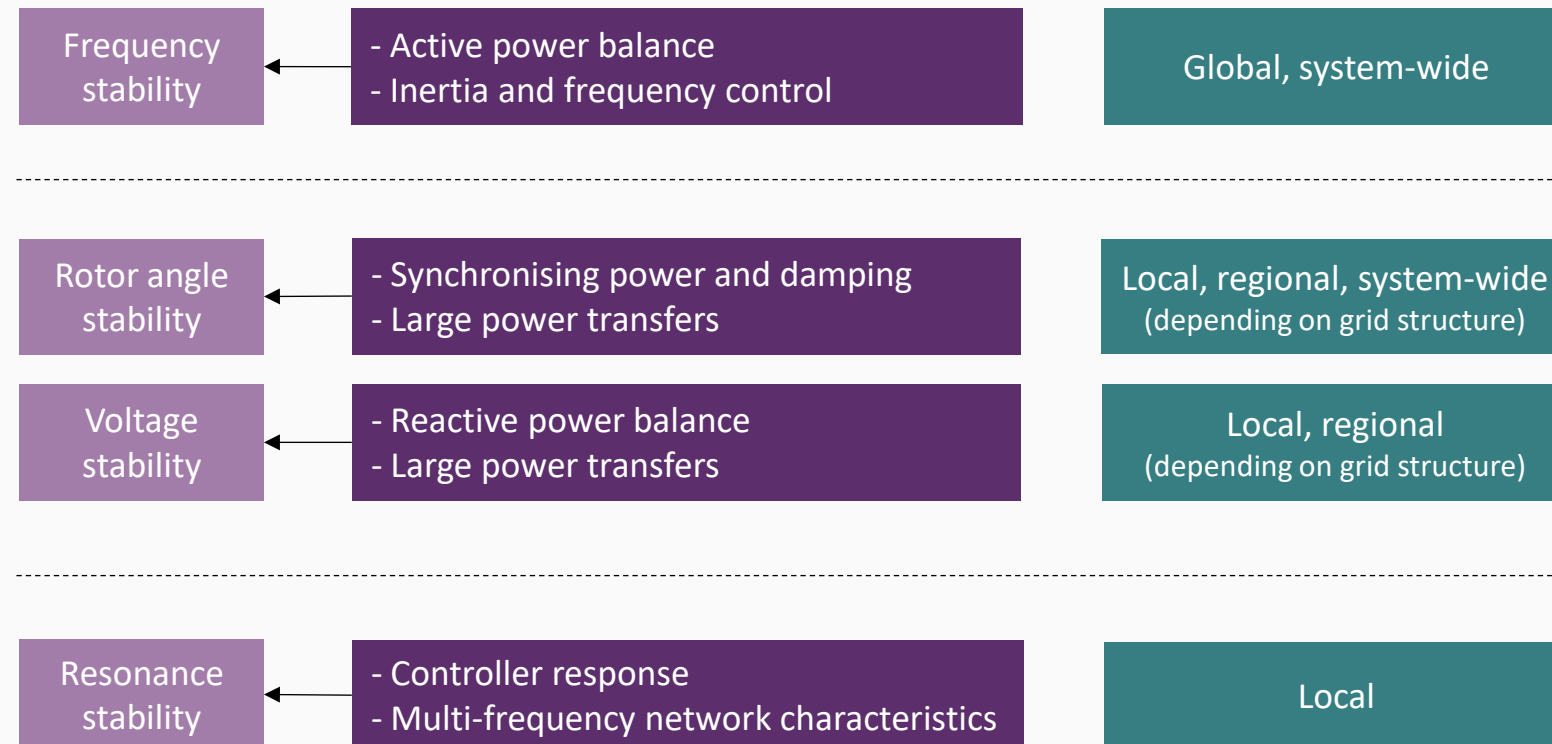 Frequency
stability
- Active power balance
- Inertia and frequency control
Global, system-wide
Rotor angle
stability
- Synchronising power and damping
- Large power transfers
Local, regional, system-wide
(depending on grid structure)
Voltage
stability
- Reactive power balance
- Large power transfers
Local, regional
(depending on grid structure)
Resonance
stability
- Controller response
- Multi-frequency network characteristics
Local